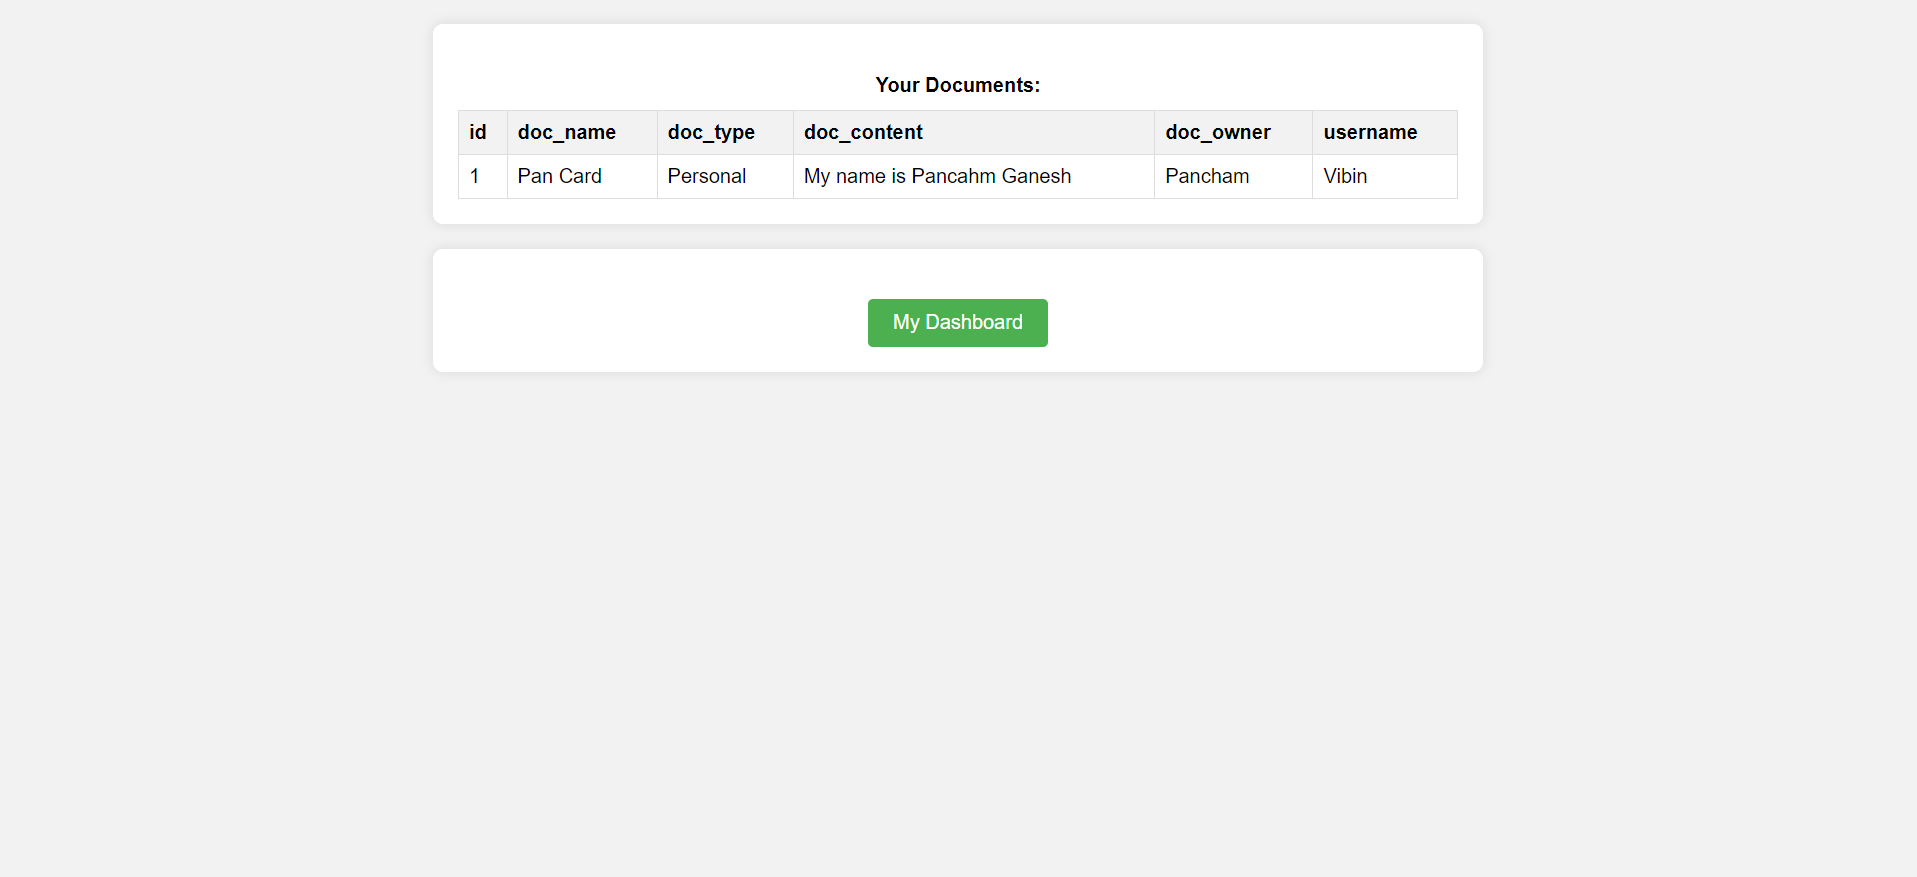 Your Documents:
id doc_name doc_type doc_content doc_owner username
1 Pan Card Personal My name is Pancahm Ganesh Pancham Vibin
My Dashboard